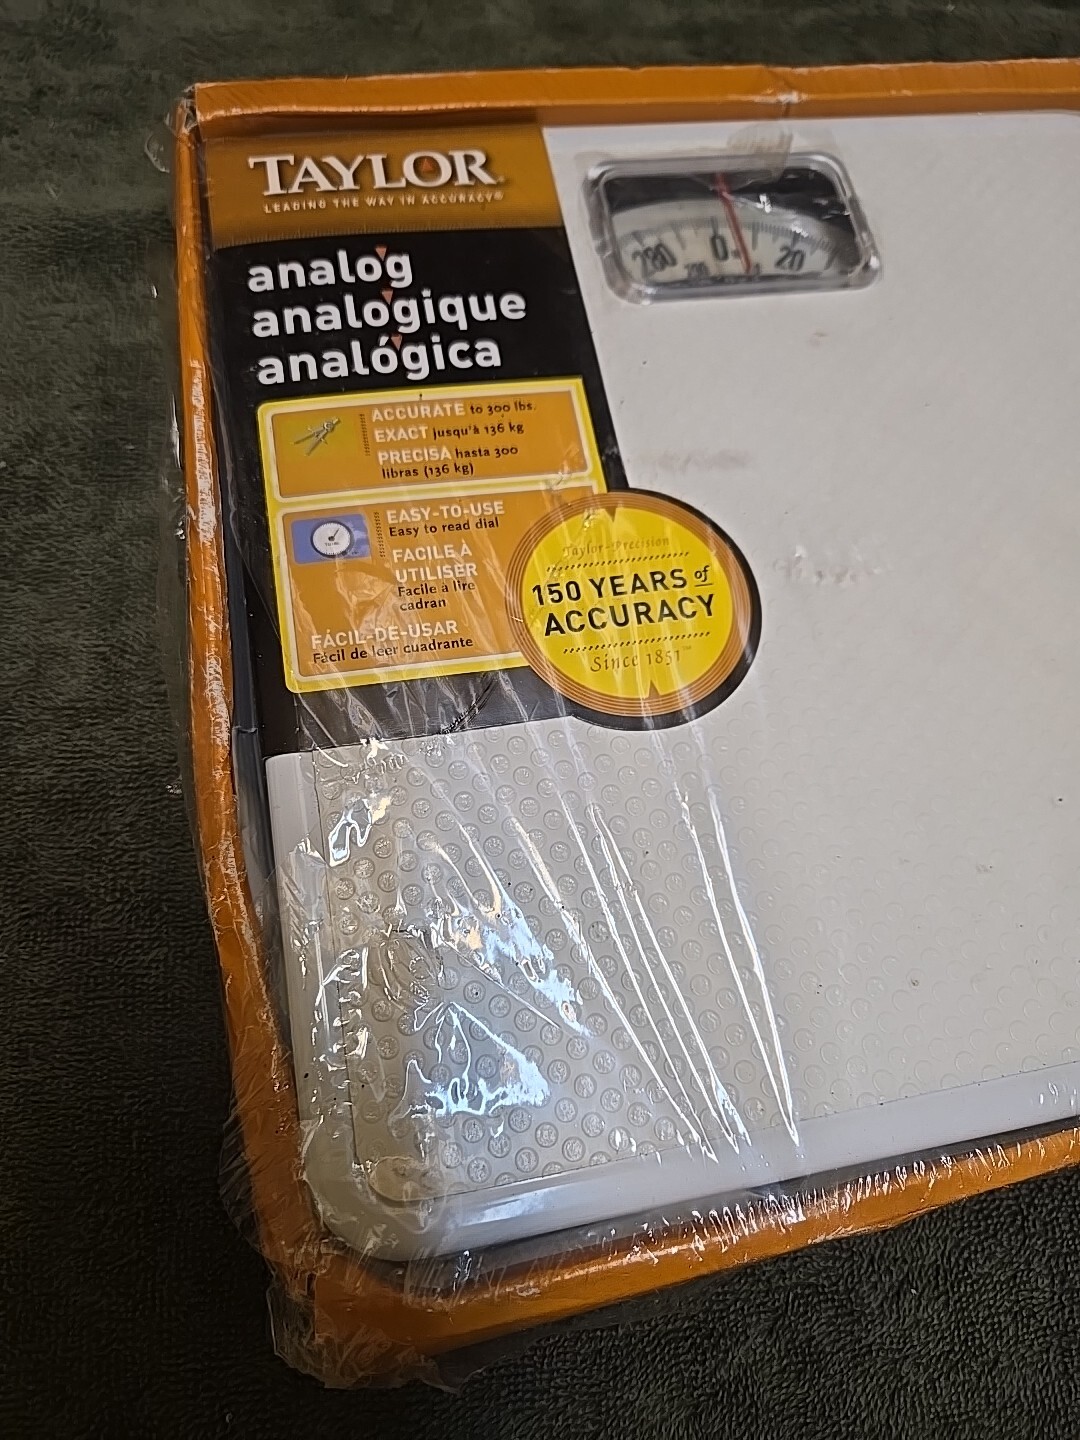 TAYLOR
LEADING THE WAY IN ACCURACY®
analog
analogique
analógica
ACCURATE to 300 lbs.
EXACT jusqu'à 136 kg
PRECISA hasta 300
libras (136 kg)
EASY-TO-USE
Easy to read dial
FACILE À
UTILISER
Facile à lire
cadran
FÁCIL-DE-USAR
Fácil de leer cuadrante
Taylor Precision
150 YEARS of
ACCURACY
Since 1851™
280 0 20